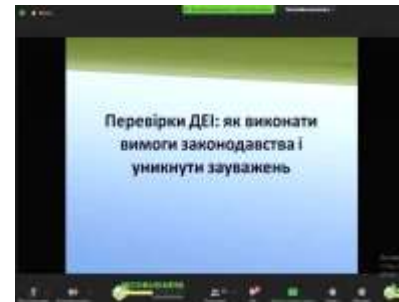 Перевірки ДЕІ: як виконати
вимоги законодавства і
уникнути зауважень